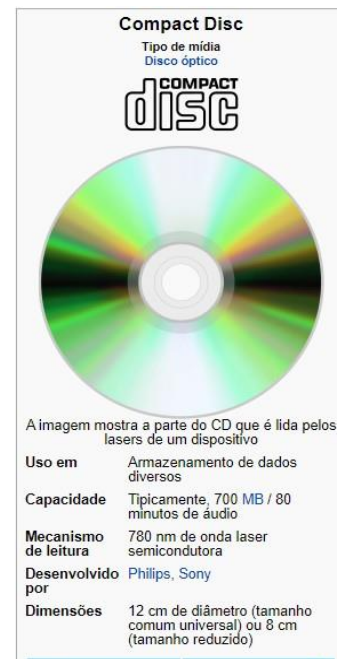 Compact Disc
Tipo de mídia
Disco óptico
COMPACT
disc
A imagem mostra a parte do CD que é lida pelos
lasers de um dispositivo
Uso em Armazenamento de dados
diversos
Capacidade Tipicamente, 700 MB / 80
minutos de áudio
Mecanismo 780 nm de onda laser
de leitura semicondutora
Desenvolvido Philips, Sony
por
Dimensões 12 cm de diâmetro (tamanho
comum universal) ou 8 cm
(tamanho reduzido)